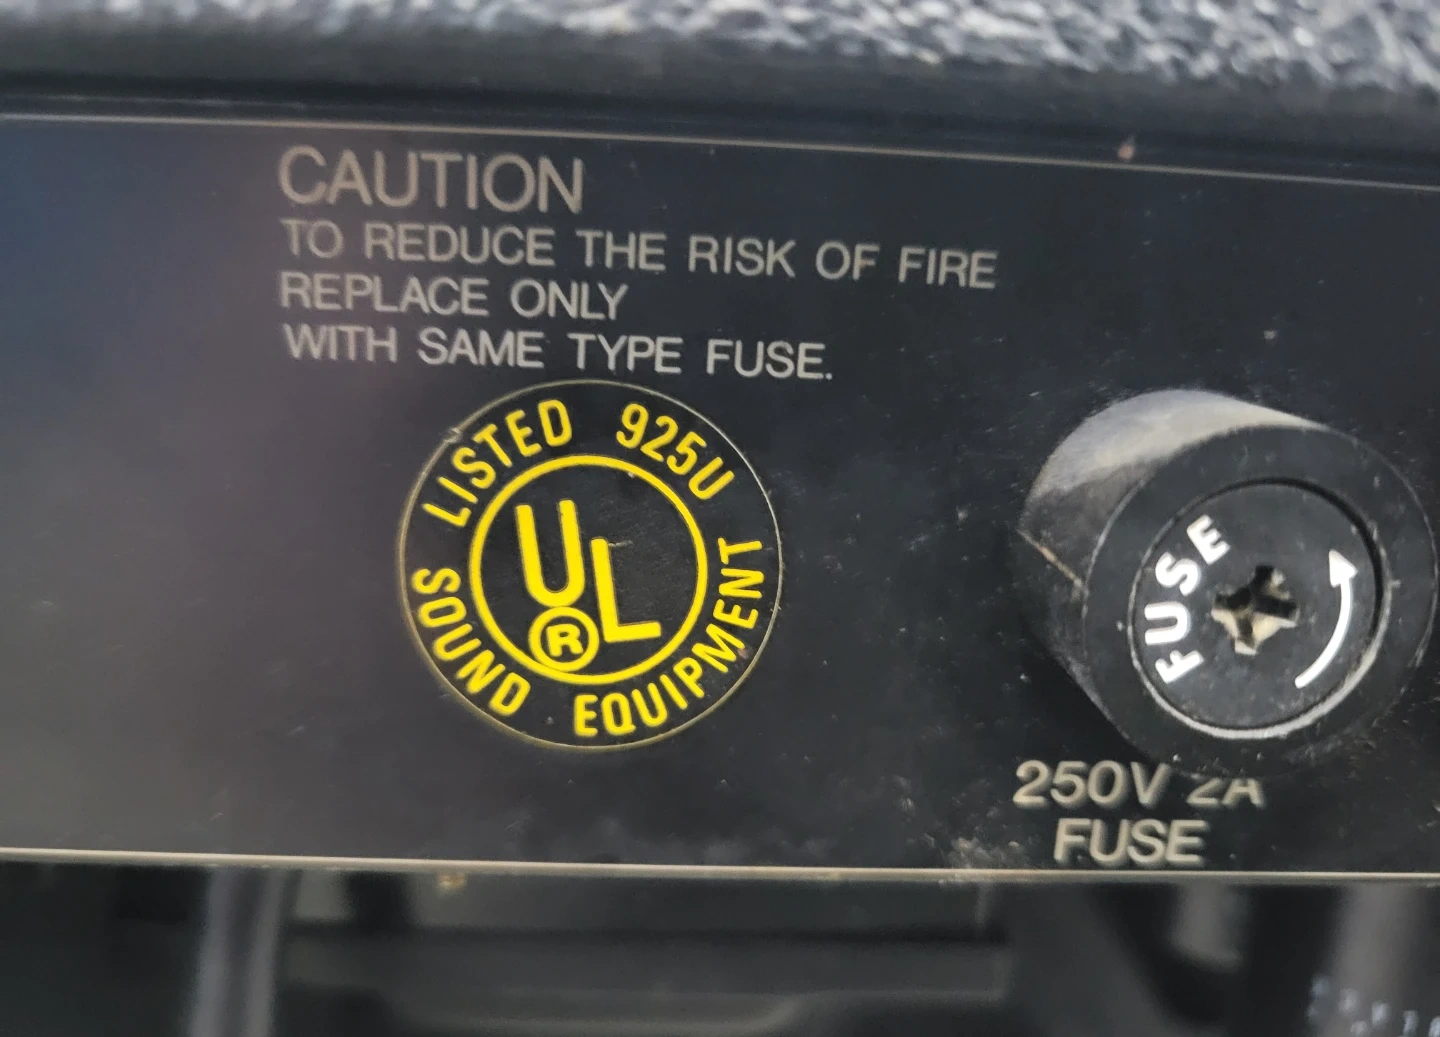 CAUTION
TO REDUCE THE RISK OF FIRE
REPLACE ONLY
WITH SAME TYPE FUSE.
LISTED 925U
UL
®
SOUND EQUIPMENT
FUSE
250V 2A
FUSE